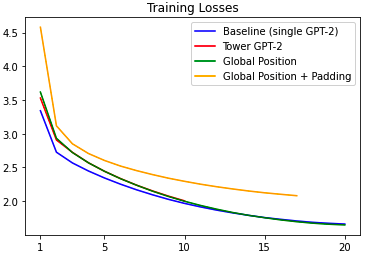 Training Losses
Baseline (single GPT-2)
Tower GPT-2
Global Position
Global Position + Padding
4.5
4.0
3.5
3.0
2.5
2.0
1 5 10 15 20